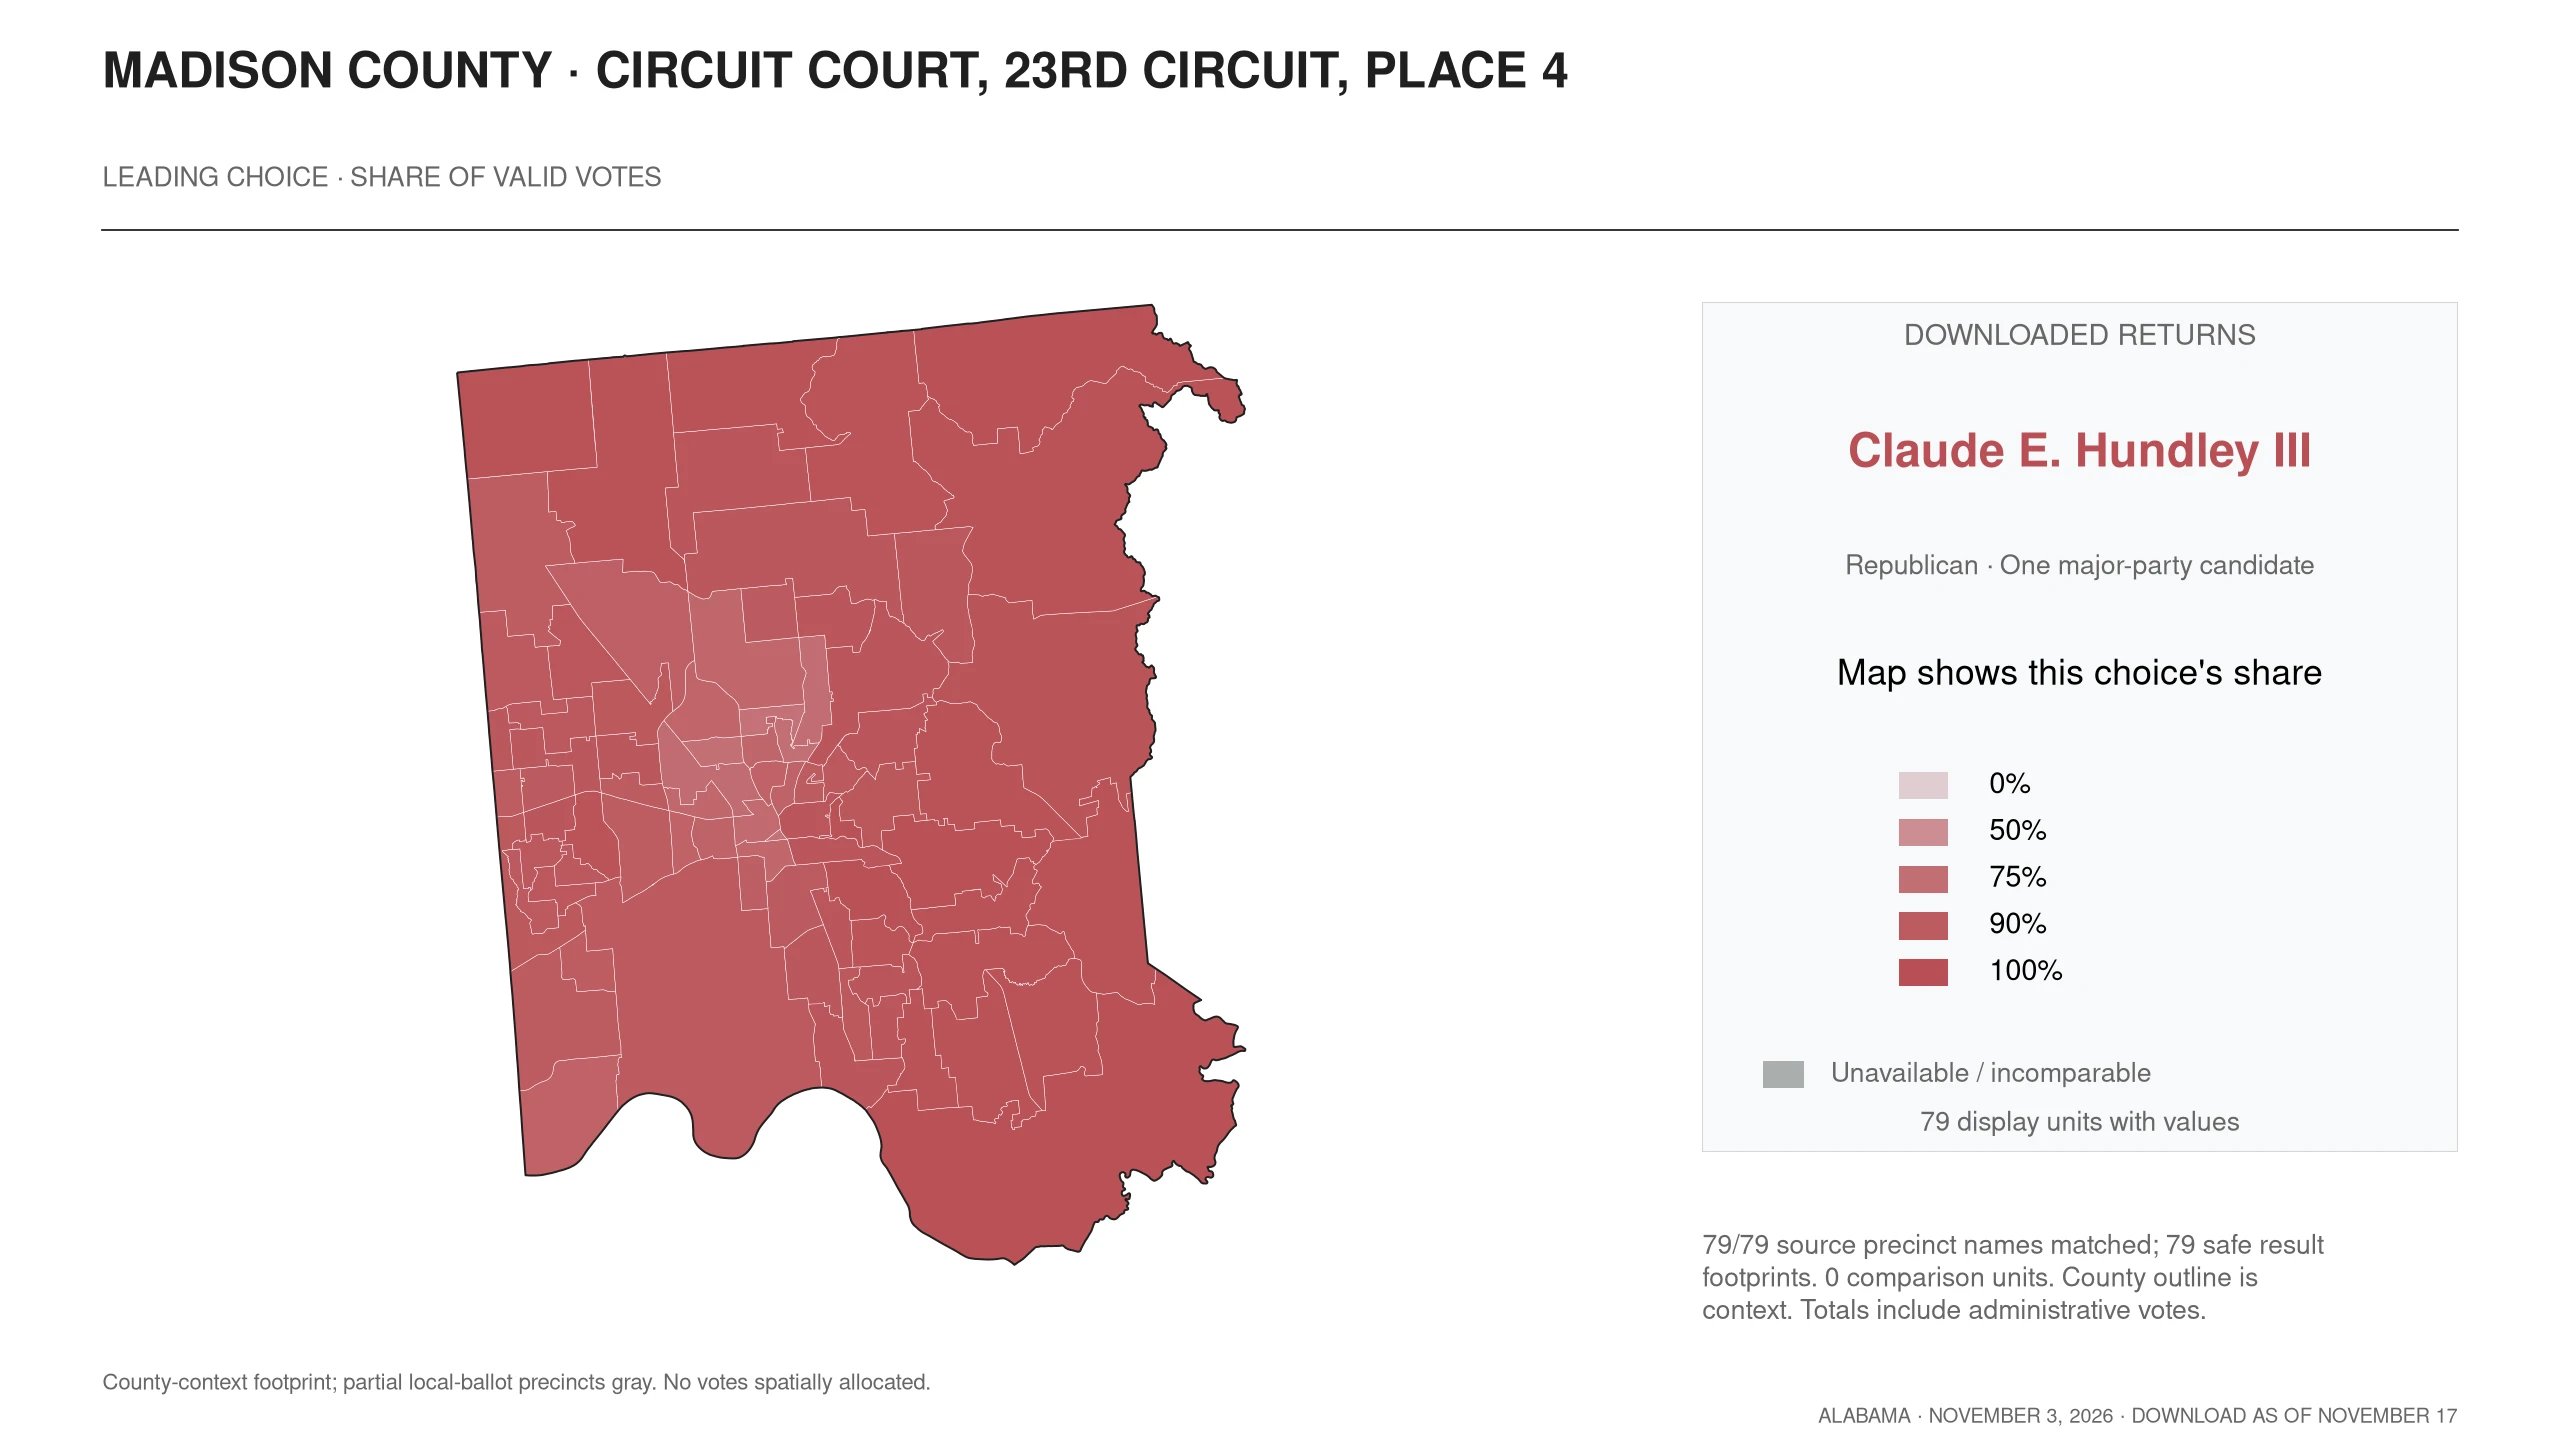 MADISON COUNTY · CIRCUIT COURT, 23RD CIRCUIT, PLACE 4
LEADING CHOICE · SHARE OF VALID VOTES
DOWNLOADED RETURNS
Claude E. Hundley III
Republican · One major-party candidate
Map shows this choice's share
0%
50%
75%
90%
100%
Unavailable / incomparable
79 display units with values
79/79 source precinct names matched; 79 safe result
footprints. 0 comparison units. County outline is
context. Totals include administrative votes.
County-context footprint; partial local-ballot precincts gray. No votes spatially allocated.
ALABAMA · NOVEMBER 3, 2026 · DOWNLOAD AS OF NOVEMBER 17